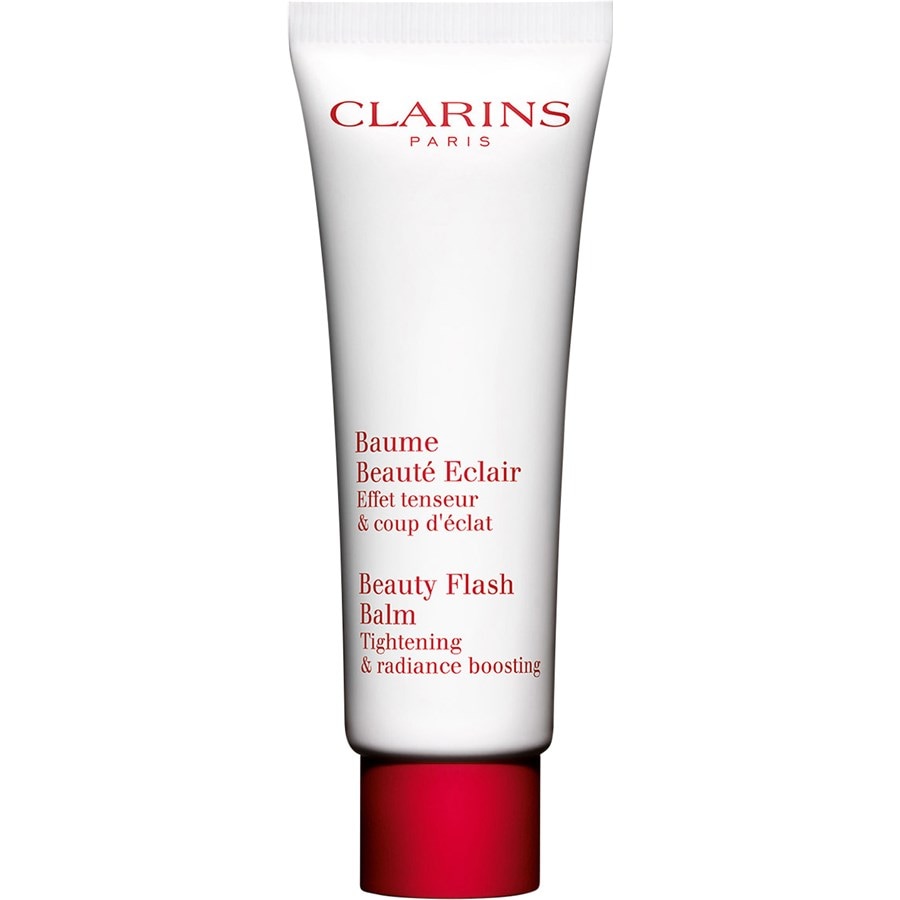 CLARINS
PARIS
Baume
Beauté Eclair
Effet tenseur
& coup d'éclat
Beauty Flash
Balm
Tightening
& radiance boosting